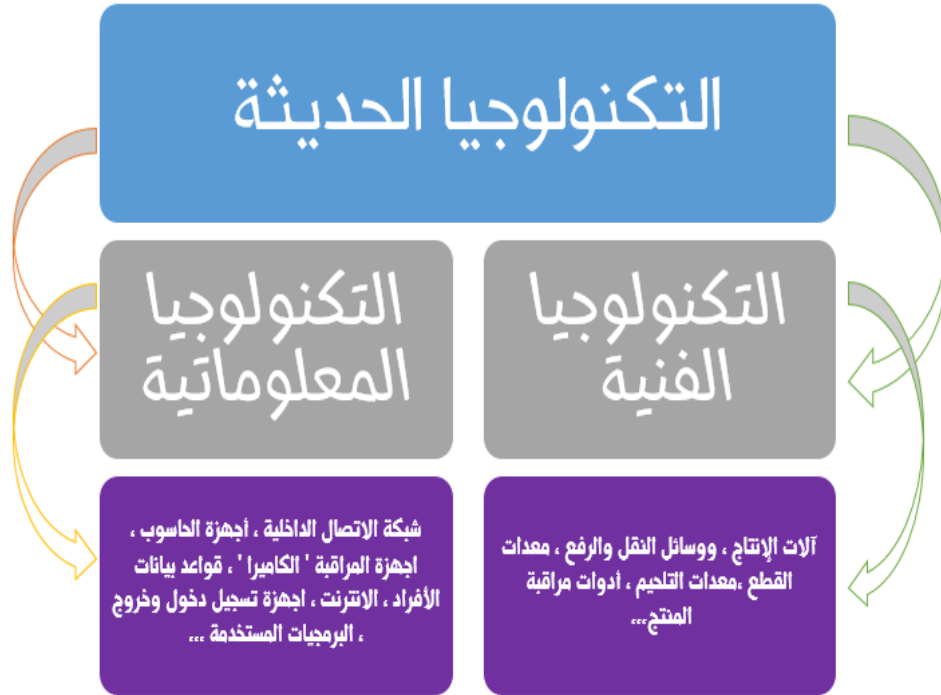 التكنولوجيا الحديثة
التكنولوجيا
الفنية
التكنولوجيا
المعلوماتية
آلات الإنتاج ، ووسائل النقل والرفع ، معدات
القطع ،معدات التلحيم ، أدوات مراقبة
المنتج...
شبكة الاتصال الداخلية ، أجهزة الحاسوب ،
اجهزة المراقبة ' الكاميرا ' ، قواعد بيانات
الأفراد ، الانترنت ، اجهزة تسجيل دخول وخروج
، البرمجيات المستخدمة ...